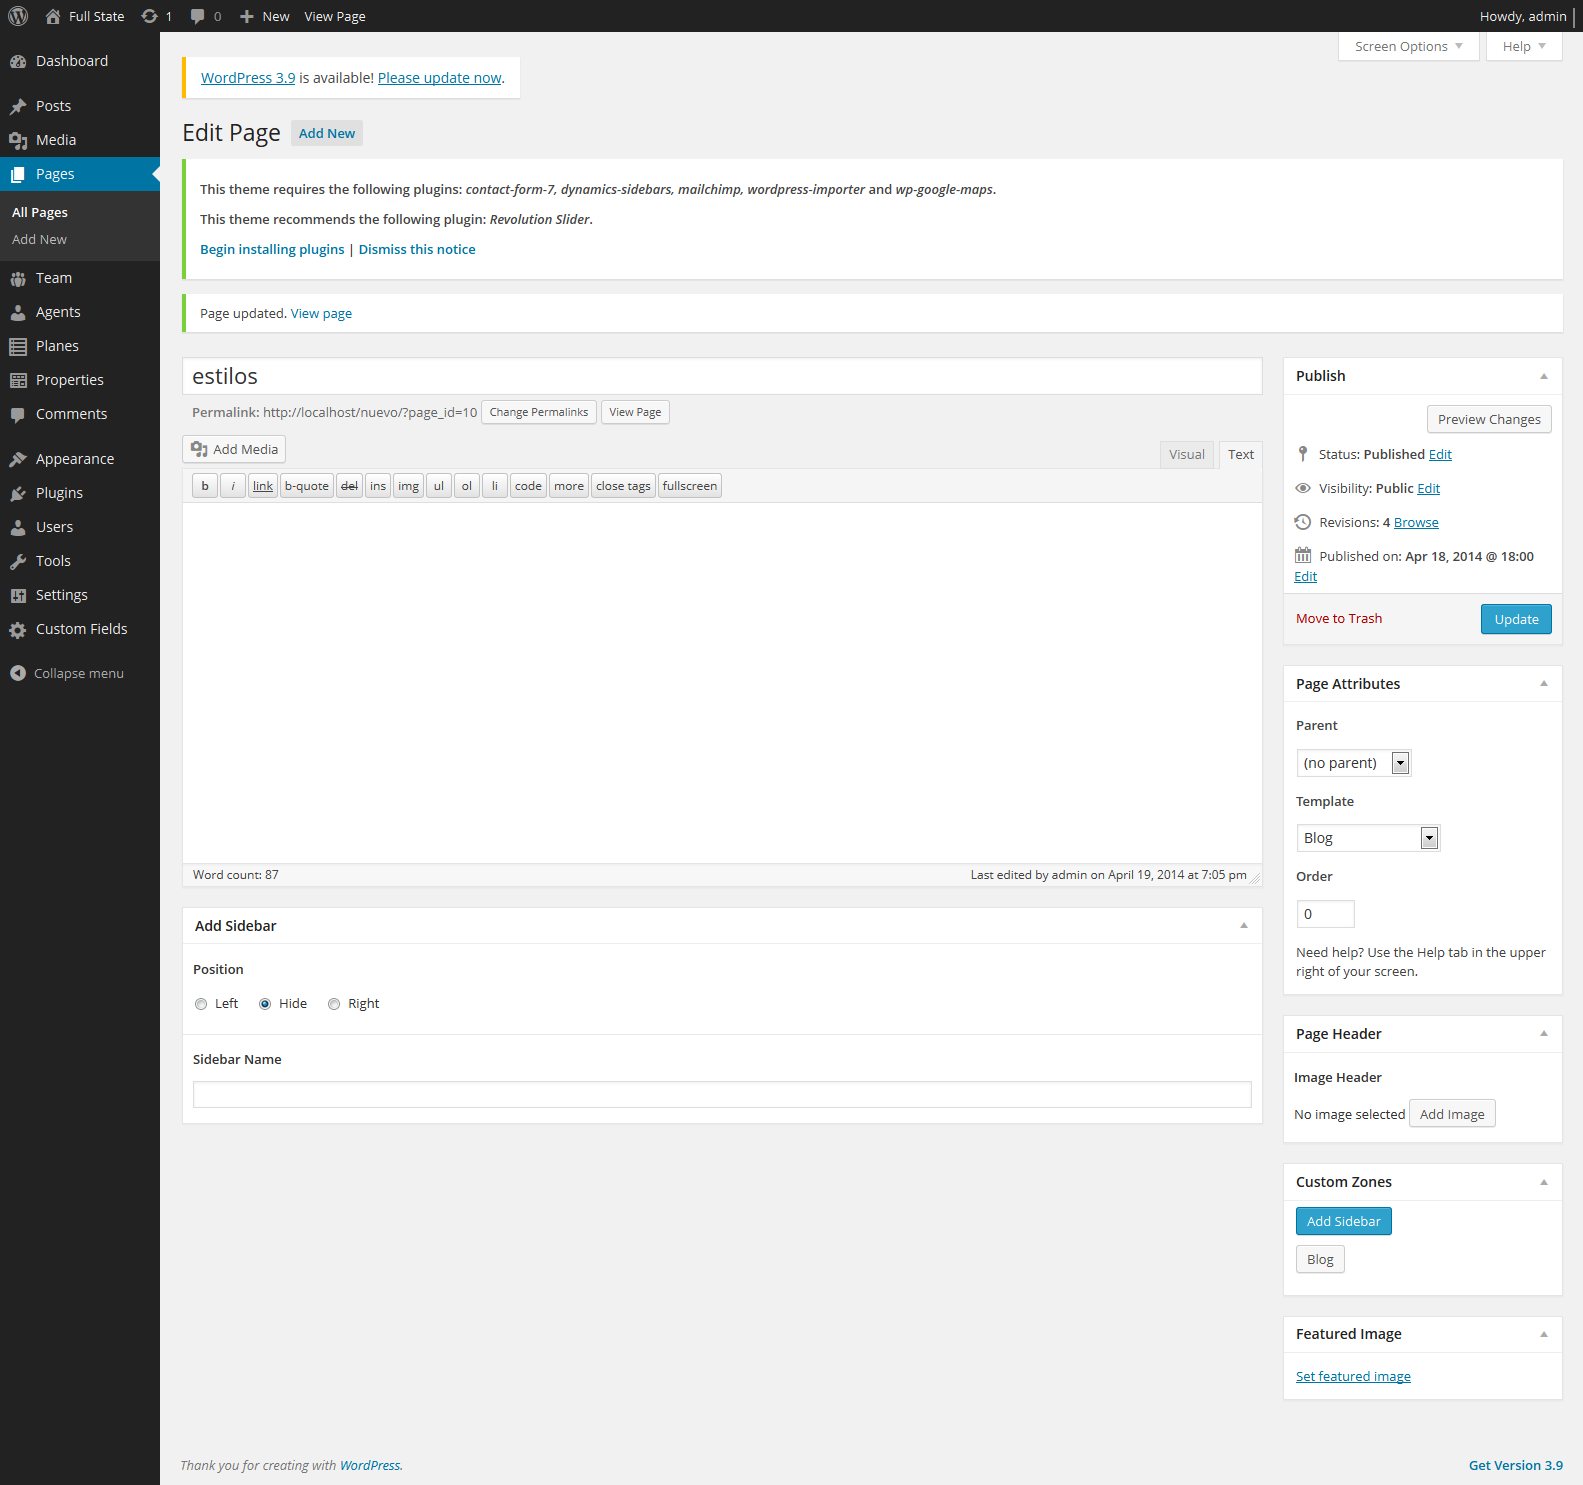 Full State 1 0 New View Page Howdy, admin
Screen Options Help
Dashboard
Posts
Media
Pages
All Pages
Add New
Team
Agents
Planes
Properties
Comments
Appearance
Plugins
Users
Tools
Settings
Custom Fields
Collapse menu
WordPress 3.9 is available! Please update now.
Edit Page Add New
This theme requires the following plugins: contact-form-7, dynamics-sidebars, mailchimp, wordpress-importer and wp-google-maps.
This theme recommends the following plugin: Revolution Slider.
Begin installing plugins | Dismiss this notice
Page updated. View page
estilos
Permalink: http://localhost/nuevo/?page_id=10 Change Permalinks View Page
Add Media Visual Text
b i link b-quote del ins img ul ol li code more close tags fullscreen
Word count: 87 Last edited by admin on April 19, 2014 at 7:05 pm
Add Sidebar
Position
Left Hide Right
Sidebar Name
Publish
Preview Changes
Status: Published Edit
Visibility: Public Edit
Revisions: 4 Browse
Published on: Apr 18, 2014 @ 18:00
Edit
Move to Trash Update
Page Attributes
Parent
(no parent)
Template
Blog
Order
0
Need help? Use the Help tab in the upper
right of your screen.
Page Header
Image Header
No image selected Add Image
Custom Zones
Add Sidebar
Blog
Featured Image
Set featured image
Thank you for creating with WordPress. Get Version 3.9